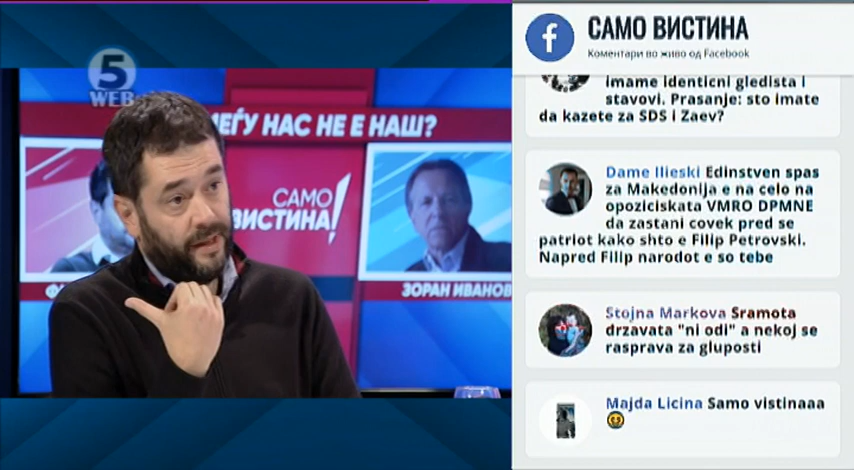 5
WEB
МЕЃУ НАС НЕ Е НАШ?
САМО
ВИСТИНА!
ЗОРАН ИВАНОВ
f
САМО ВИСТИНА
Коментари во живо од Facebook
imame identicni gledista i
stavovi. Prasanje: sto imate
da kazete za SDS i Zaev?
Dame Ilieski Edinstven spas
za Makedonija e na celo na
opoziciskata VMRO DPMNE
da zastani covek pred se
patriot kako shto e Filip Petrovski.
Napred Filip narodot e so tebe
Stojna Markova Sramota
drzavata "ni odi" a nekoj se
rasprava za gluposti
Majda Licina Samo vistinaaa